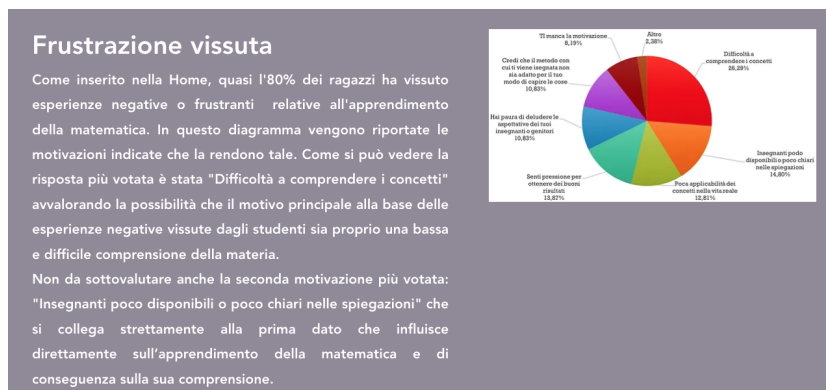 Frustrazione vissuta
Come inserito nella Home, quasi l'80% dei ragazzi ha vissuto
esperienze negative o frustranti relative all'apprendimento
della matematica. In questo diagramma vengono riportate le
motivazioni indicate che la rendono tale. Come si può vedere la
risposta più votata è stata "Difficoltà a comprendere i concetti"
avvalorando la possibilità che il motivo principale alla base delle
esperienze negative vissute dagli studenti sia proprio una bassa
e difficile comprensione della materia.
Non da sottovalutare anche la seconda motivazione più votata:
"Insegnanti poco disponibili o poco chiari nelle spiegazioni" che
si collega strettamente alla prima dato che influisce
direttamente sull'apprendimento della matematica e di
conseguenza sulla sua comprensione.
Altro
2,38%
TI manca la motivazione
8,19%
Difficoltà a
comprendere i concetti
26,29%
Credi che il metodo con
cui ti viene isegnata non
sia adatto per il tuo
modo di capire le cose
10,83%
Hai paura di deludere le
aspettative dei tuoi
insegnanti o genitori
10,83%
Insegnanti podo
disponibili o poco chiari
nelle spiegazioni
14,80%
Senti pressione per
ottenere dei buoni
risultati
13,87%
Poca applicabilità dei
concetti nella vita reale
12,81%